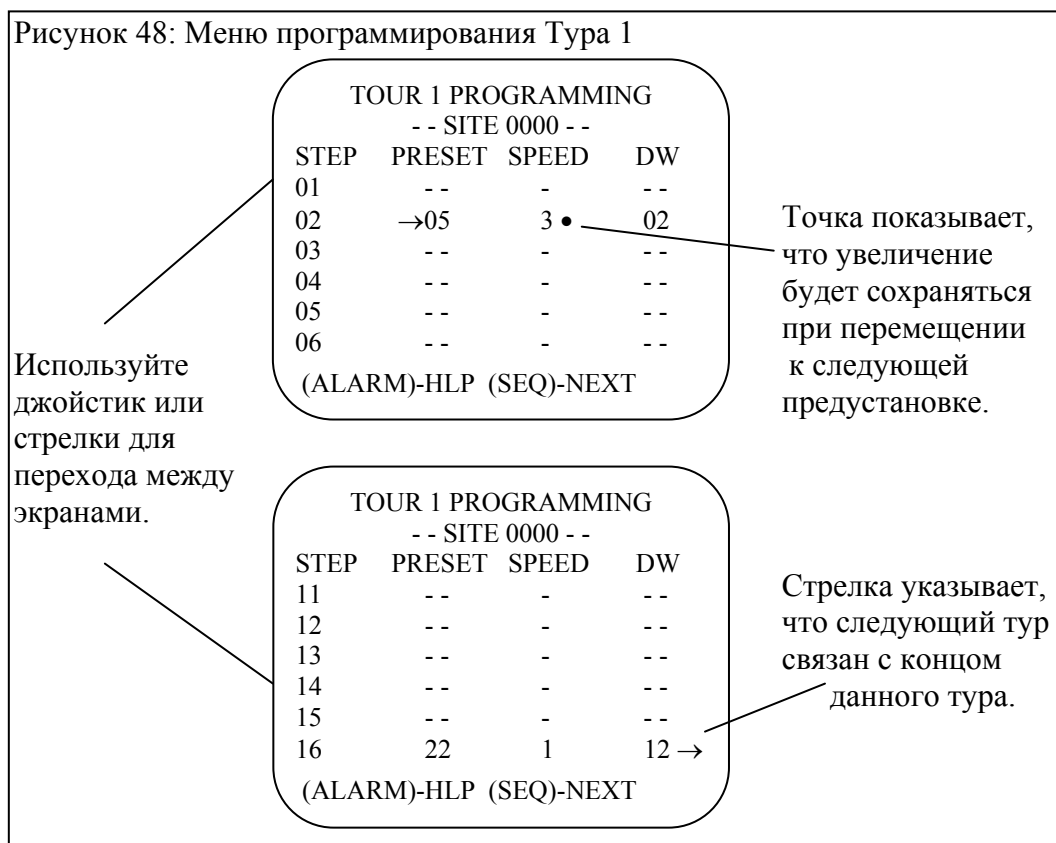 Рисунок 48: Меню программирования Тура 1
TOUR 1 PROGRAMMING
- - SITE 0000 - -
STEP PRESET SPEED DW
01 - - - - -
02 →05 3 • 02
03 - - - - -
04 - - - - -
05 - - - - -
06 - - - - -
(ALARM)-HLP (SEQ)-NEXT
Точка показывает,
что увеличение
будет сохраняться
при перемещении
к следующей
предустановке.
Используйте
джойстик или
стрелки для
перехода между
экранами.
TOUR 1 PROGRAMMING
- - SITE 0000 - -
STEP PRESET SPEED DW
11 - - - - -
12 - - - - -
13 - - - - -
14 - - - - -
15 - - - - -
16 22 1 12 →
(ALARM)-HLP (SEQ)-NEXT
Стрелка указывает,
что следующий тур
связан с концом
данного тура.